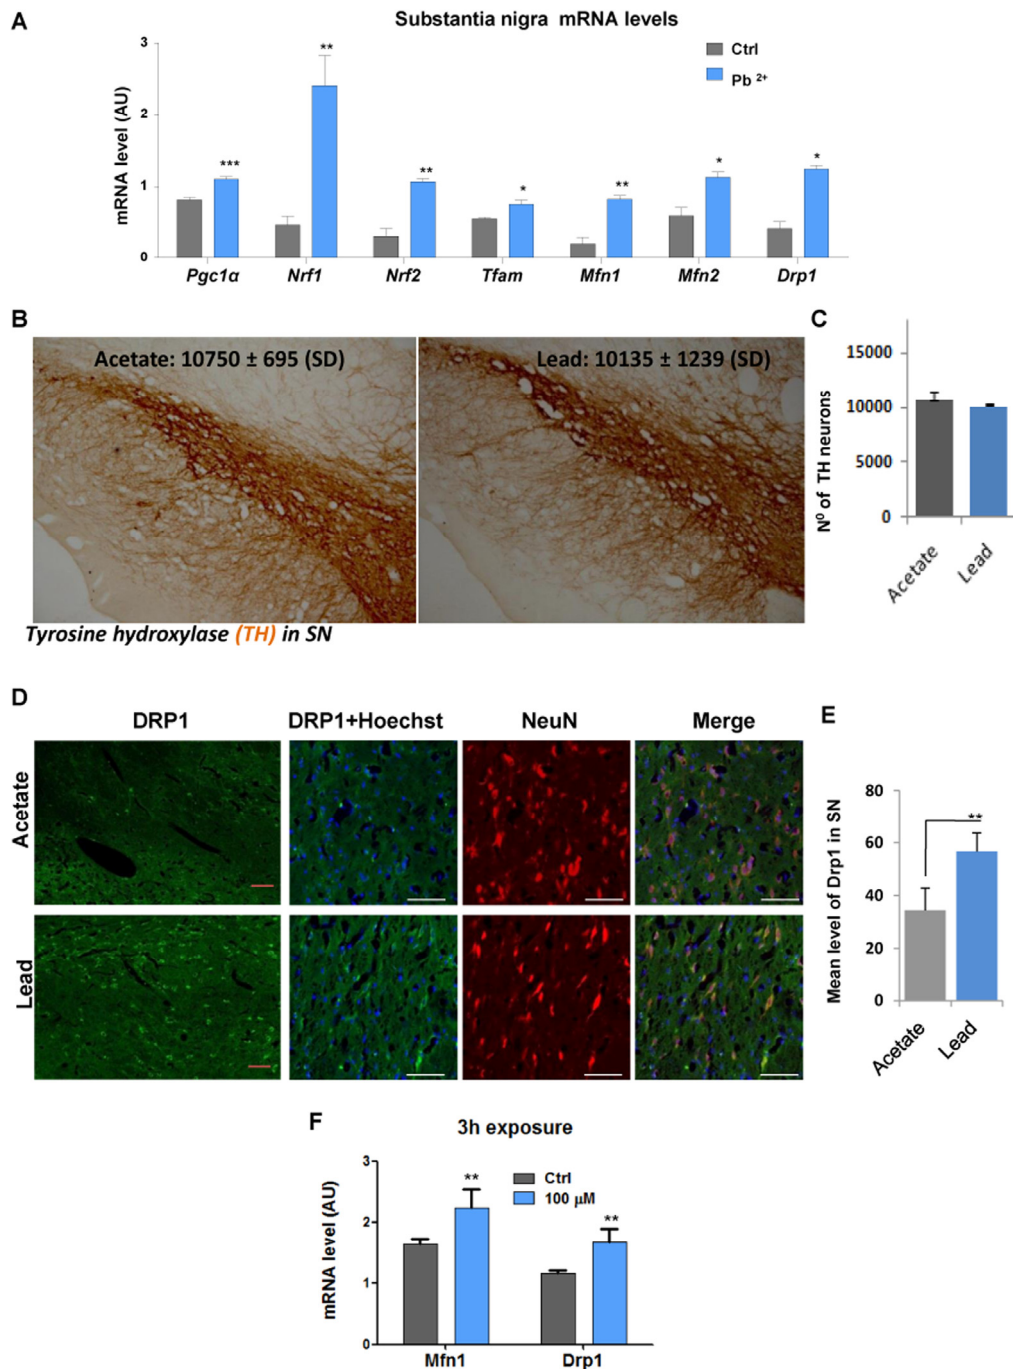 A
Substantia nigra mRNA levels
mRNA level (AU)
3
2
1
0
Ctrl
Pb 2+
***
**
**
*
**
*
*
Pgc1α Nrf1 Nrf2 Tfam Mfn1 Mfn2 Drp1
B
Acetate: 10750 ± 695 (SD)
Lead: 10135 ± 1239 (SD)
Tyrosine hydroxylase (TH) in SN
C
N0 of TH neurons
15000
10000
5000
0
Acetate
Lead
D
DRP1
DRP1+Hoechst
NeuN
Merge
Acetate
Lead
E
Mean level of Drp1 in SN
80
60
40
20
0
**
Acetate
Lead
F
3h exposure
mRNA level (AU)
3
2
1
0
Ctrl
100 μM
**
**
Mfn1
Drp1